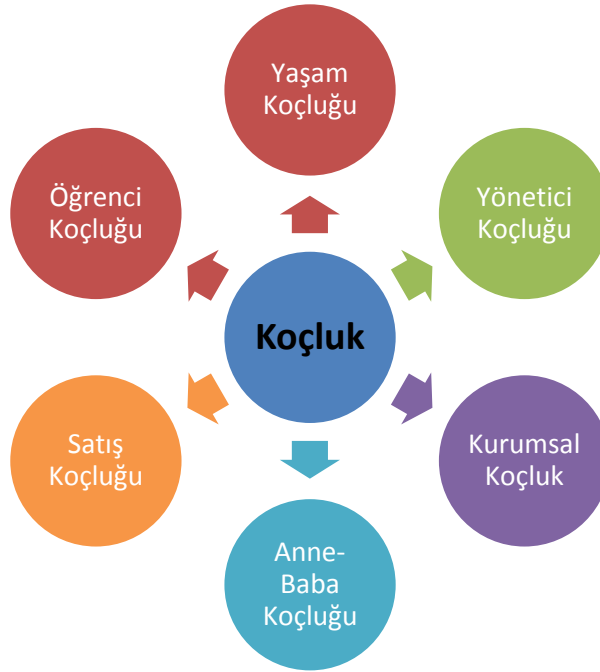 Yaşam
Koçluğu
Öğrenci
Koçluğu
Yönetici
Koçluğu
Koçluk
Satış
Koçluğu
Kurumsal
Koçluk
Anne-
Baba
Koçluğu